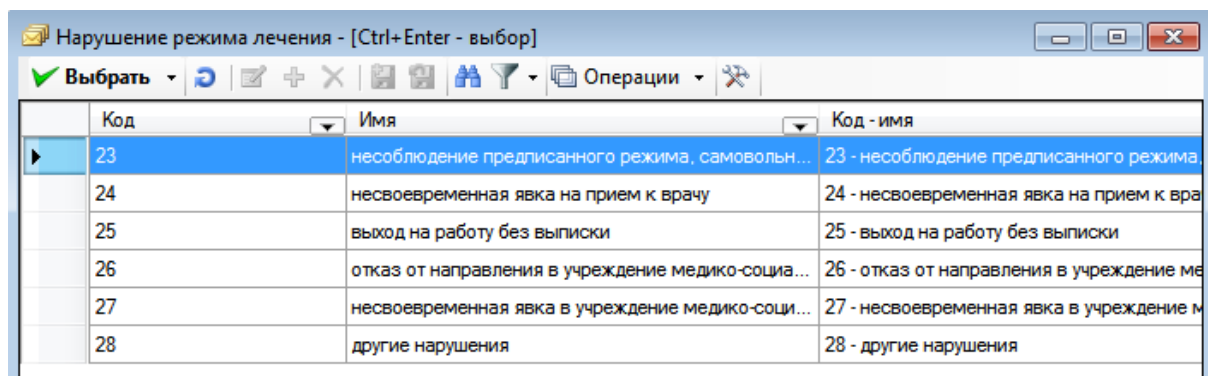 Нарушение режима лечения - [Ctrl+Enter - выбор]
Выбрать Операции
Код Имя Код - имя
23 несоблюдение предписанного режима, самовольн... 23 - несоблюдение предписанного режима,
24 несвоевременная явка на прием к врачу 24 - несвоевременная явка на прием к вра
25 выход на работу без выписки 25 - выход на работу без выписки
26 отказ от направления в учреждение медико-социа... 26 - отказ от направления в учреждение ме
27 несвоевременная явка в учреждение медико-соци... 27 - несвоевременная явка в учреждение м
28 другие нарушения 28 - другие нарушения